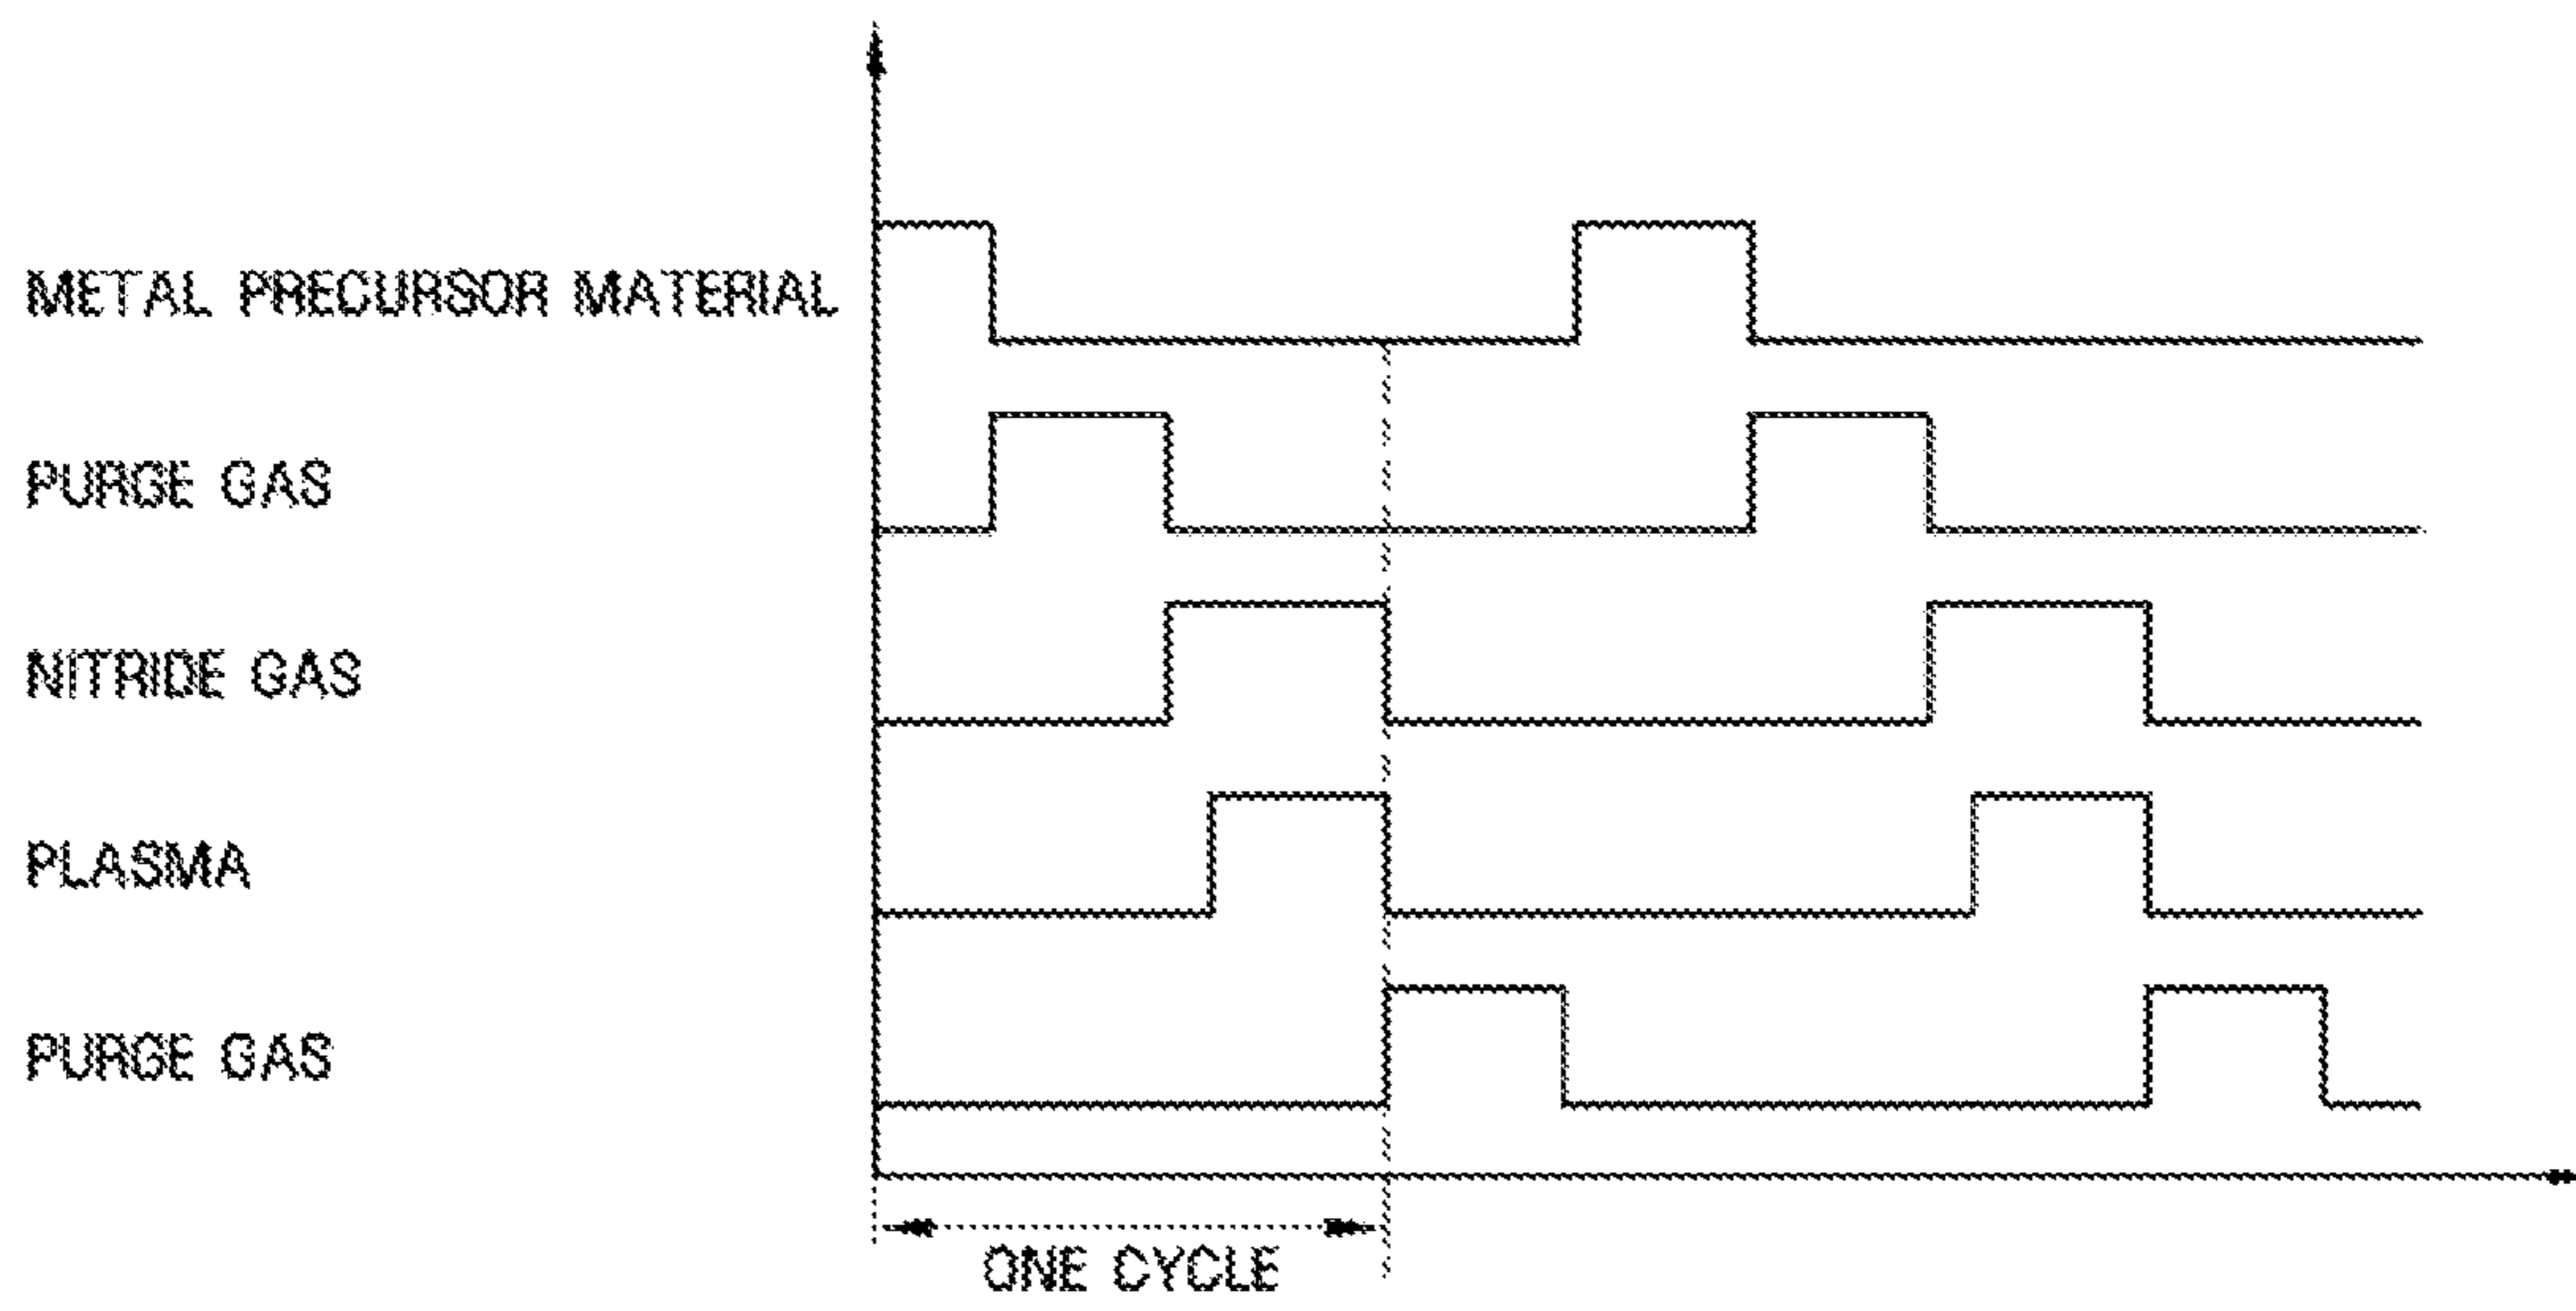 METAL PRECURSOR MATERIAL
PURGE GAS
NITRIDE GAS
PLASMA
PURGE GAS
ONE CYCLE